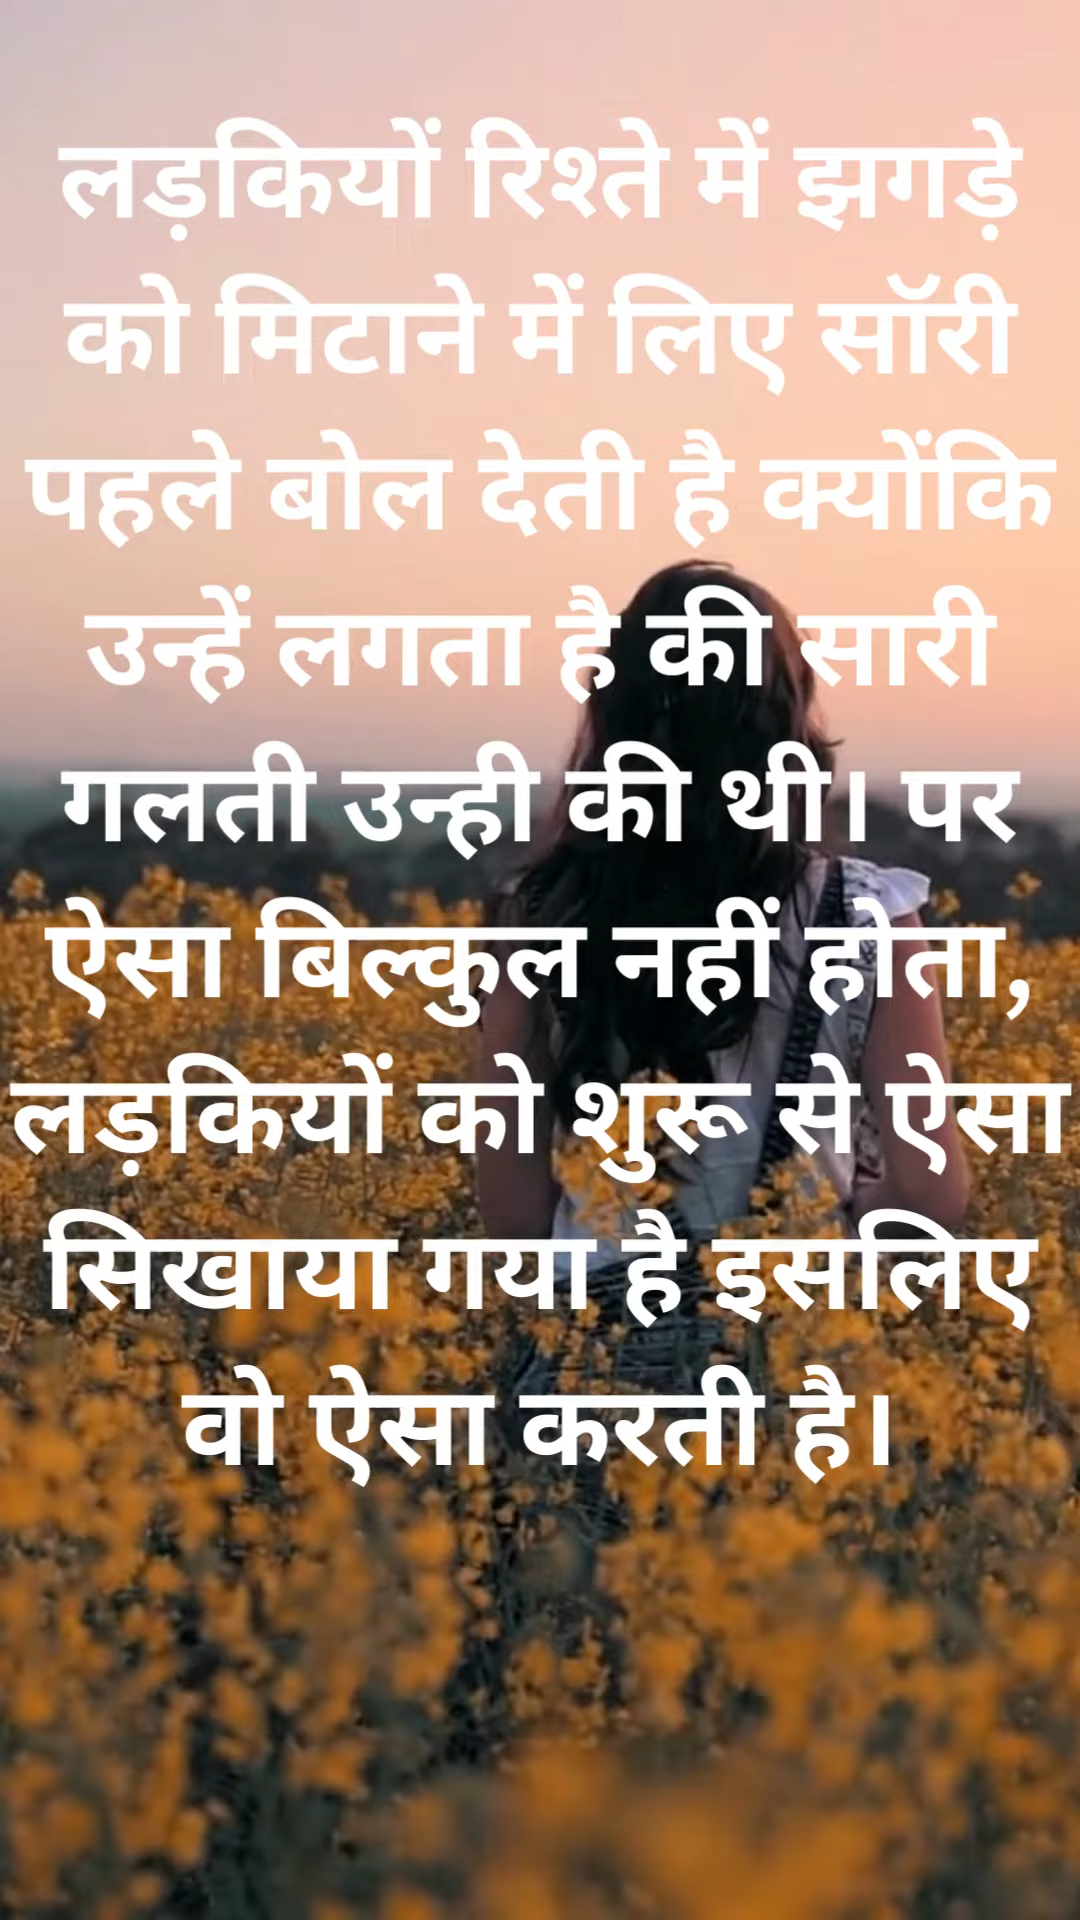 लड़कियों रिश्ते में झगड़े
को मिटाने में लिए सॉरी
पहले बोल देती है क्योंकि
उन्हें लगता है की सारी
गलती उन्ही की थी। पर
ऐसा बिल्कुल नहीं होता,
लड़कियों को शुरू से ऐसा
सिखाया गया है इसलिए
वो ऐसा करती है।